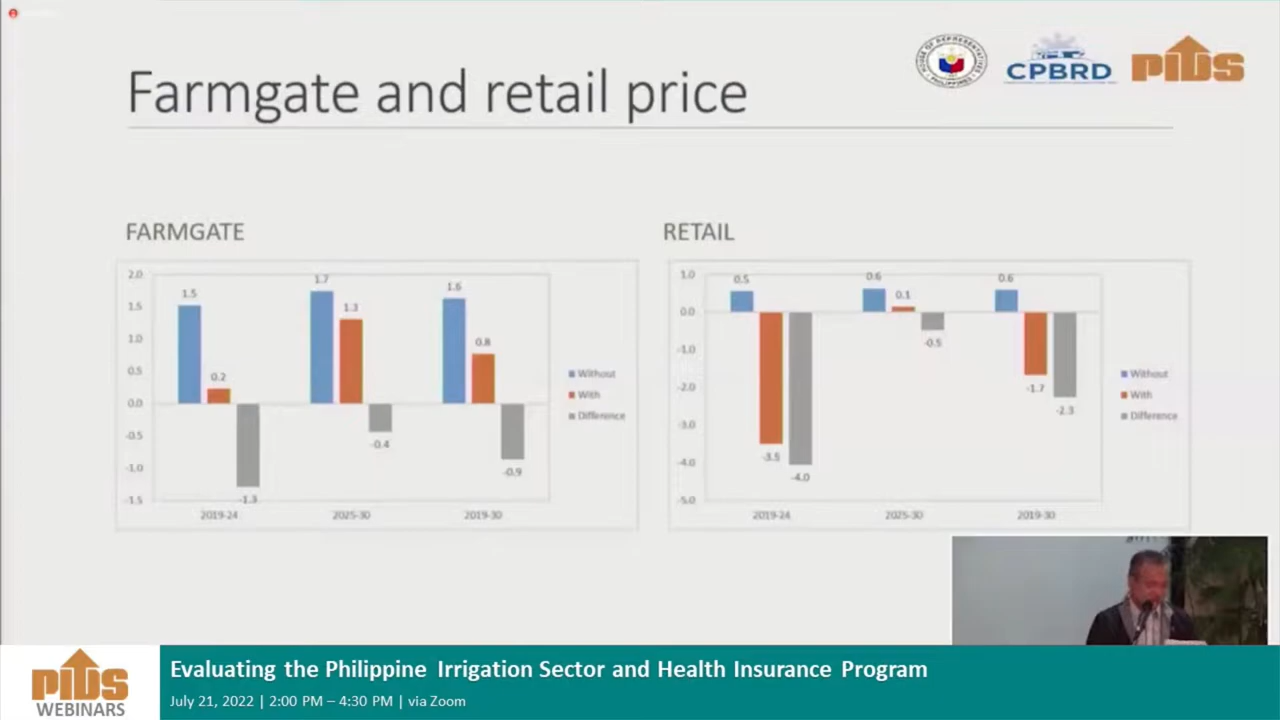 HOUSE OF REPRESENTATIVES
PHILIPPINES
CPBRD
PIDS
Farmgate and retail price
FARMGATE
2.0
1.5
1.0
0.5
0.0
-0.5
-1.0
-1.5
1.5
0.2
-1.3
1.7
1.3
-0.4
1.6
0.8
-0.9
2019-24
2025-30
2019-30
Without
With
Difference
RETAIL
1.0
0.0
-1.0
-2.0
-3.0
-4.0
-5.0
0.5
-3.5
-4.0
0.6
0.1
-0.5
0.6
-1.7
-2.3
2019-24
2025-30
2019-30
Without
With
Difference
PIDS
WEBINARS
Evaluating the Philippine Irrigation Sector and Health Insurance Program
July 21, 2022 | 2:00 PM – 4:30 PM | via Zoom